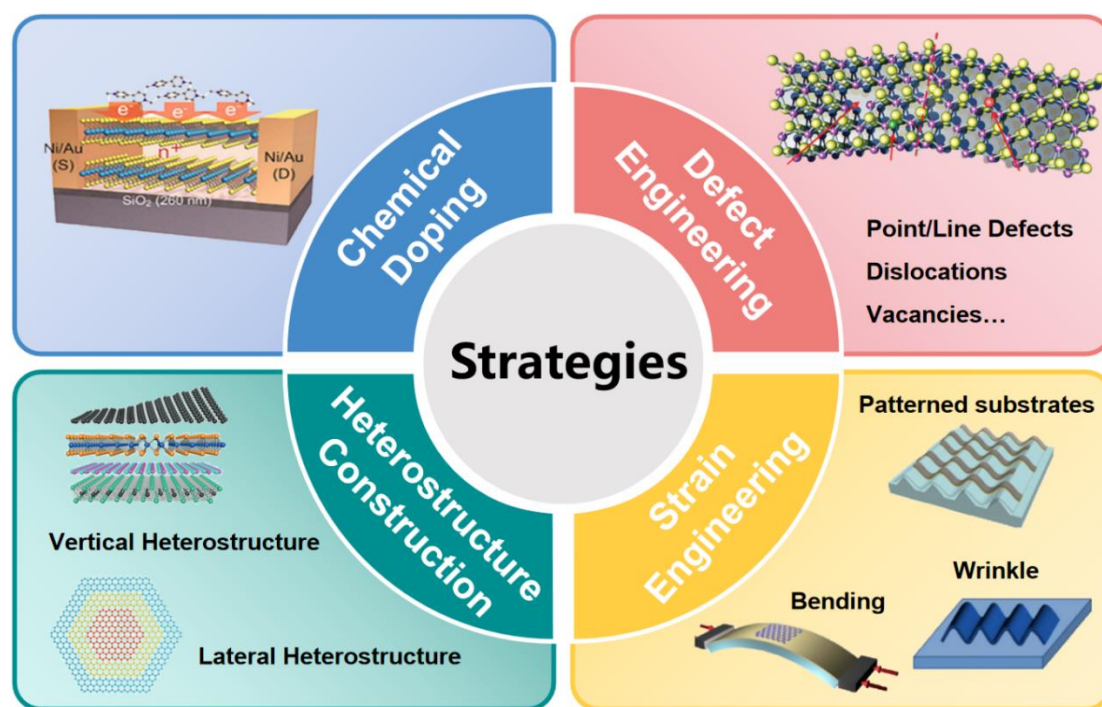 Ni/Au
(S)
e⁻
e⁻
e⁻
n⁺
Ni/Au
(D)
SiO₂ (260 nm)
Chemical
Doping
Defect
Engineering
Point/Line Defects
Dislocations
Vacancies…
Strategies
Heterostructure
Construction
Vertical Heterostructure
Lateral Heterostructure
Strain
Engineering
Patterned substrates
Wrinkle
Bending